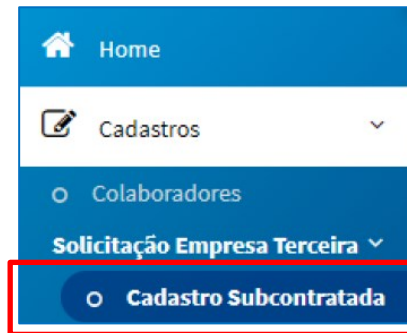 Home
Cadastros
Colaboradores
Solicitação Empresa Terceira
Cadastro Subcontratada